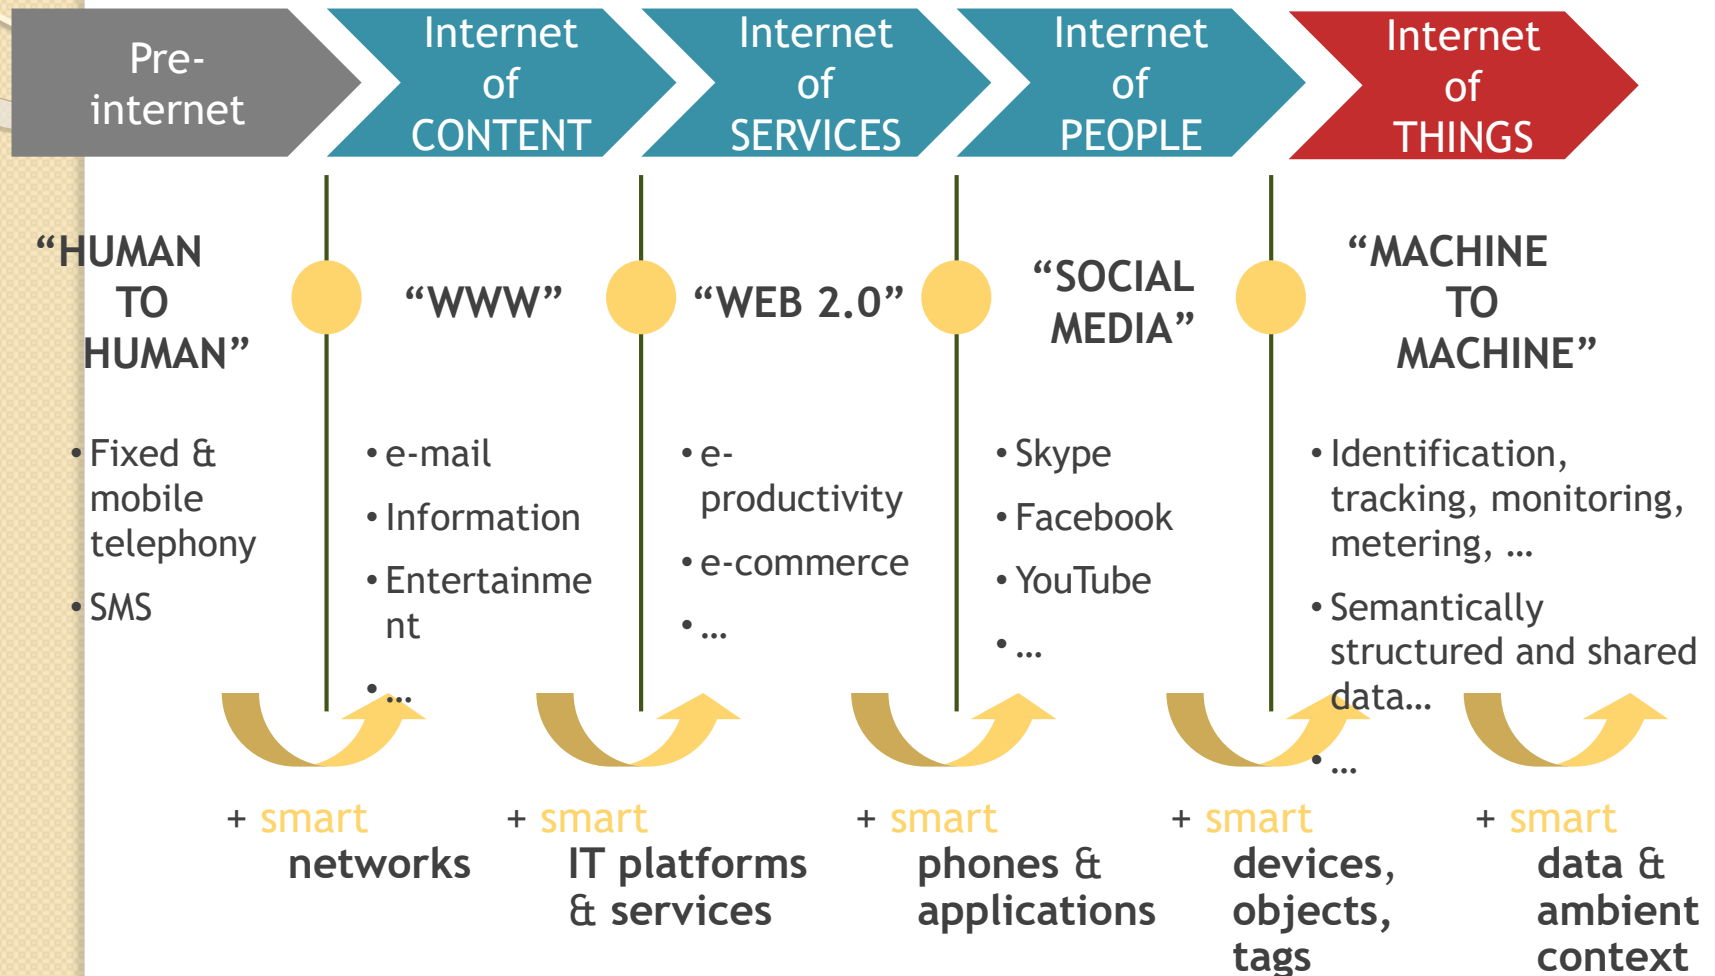 Pre-
internet
Internet
of
CONTENT
Internet
of
SERVICES
Internet
of
PEOPLE
Internet
of
THINGS
“HUMAN
TO
HUMAN”
“WWW”
“WEB 2.0”
“SOCIAL
MEDIA”
“MACHINE
TO
MACHINE”
• Fixed &
mobile
telephony
• SMS
• e-mail
• Information
• Entertainme
nt
• …
• e-
productivity
• e-commerce
• …
• Skype
• Facebook
• YouTube
• …
• Identification,
tracking, monitoring,
metering, …
• Semantically
structured and shared
data…
• …
+ smart
networks
+ smart
IT platforms
& services
+ smart
phones &
applications
+ smart
devices,
objects,
tags
+ smart
data &
ambient
context